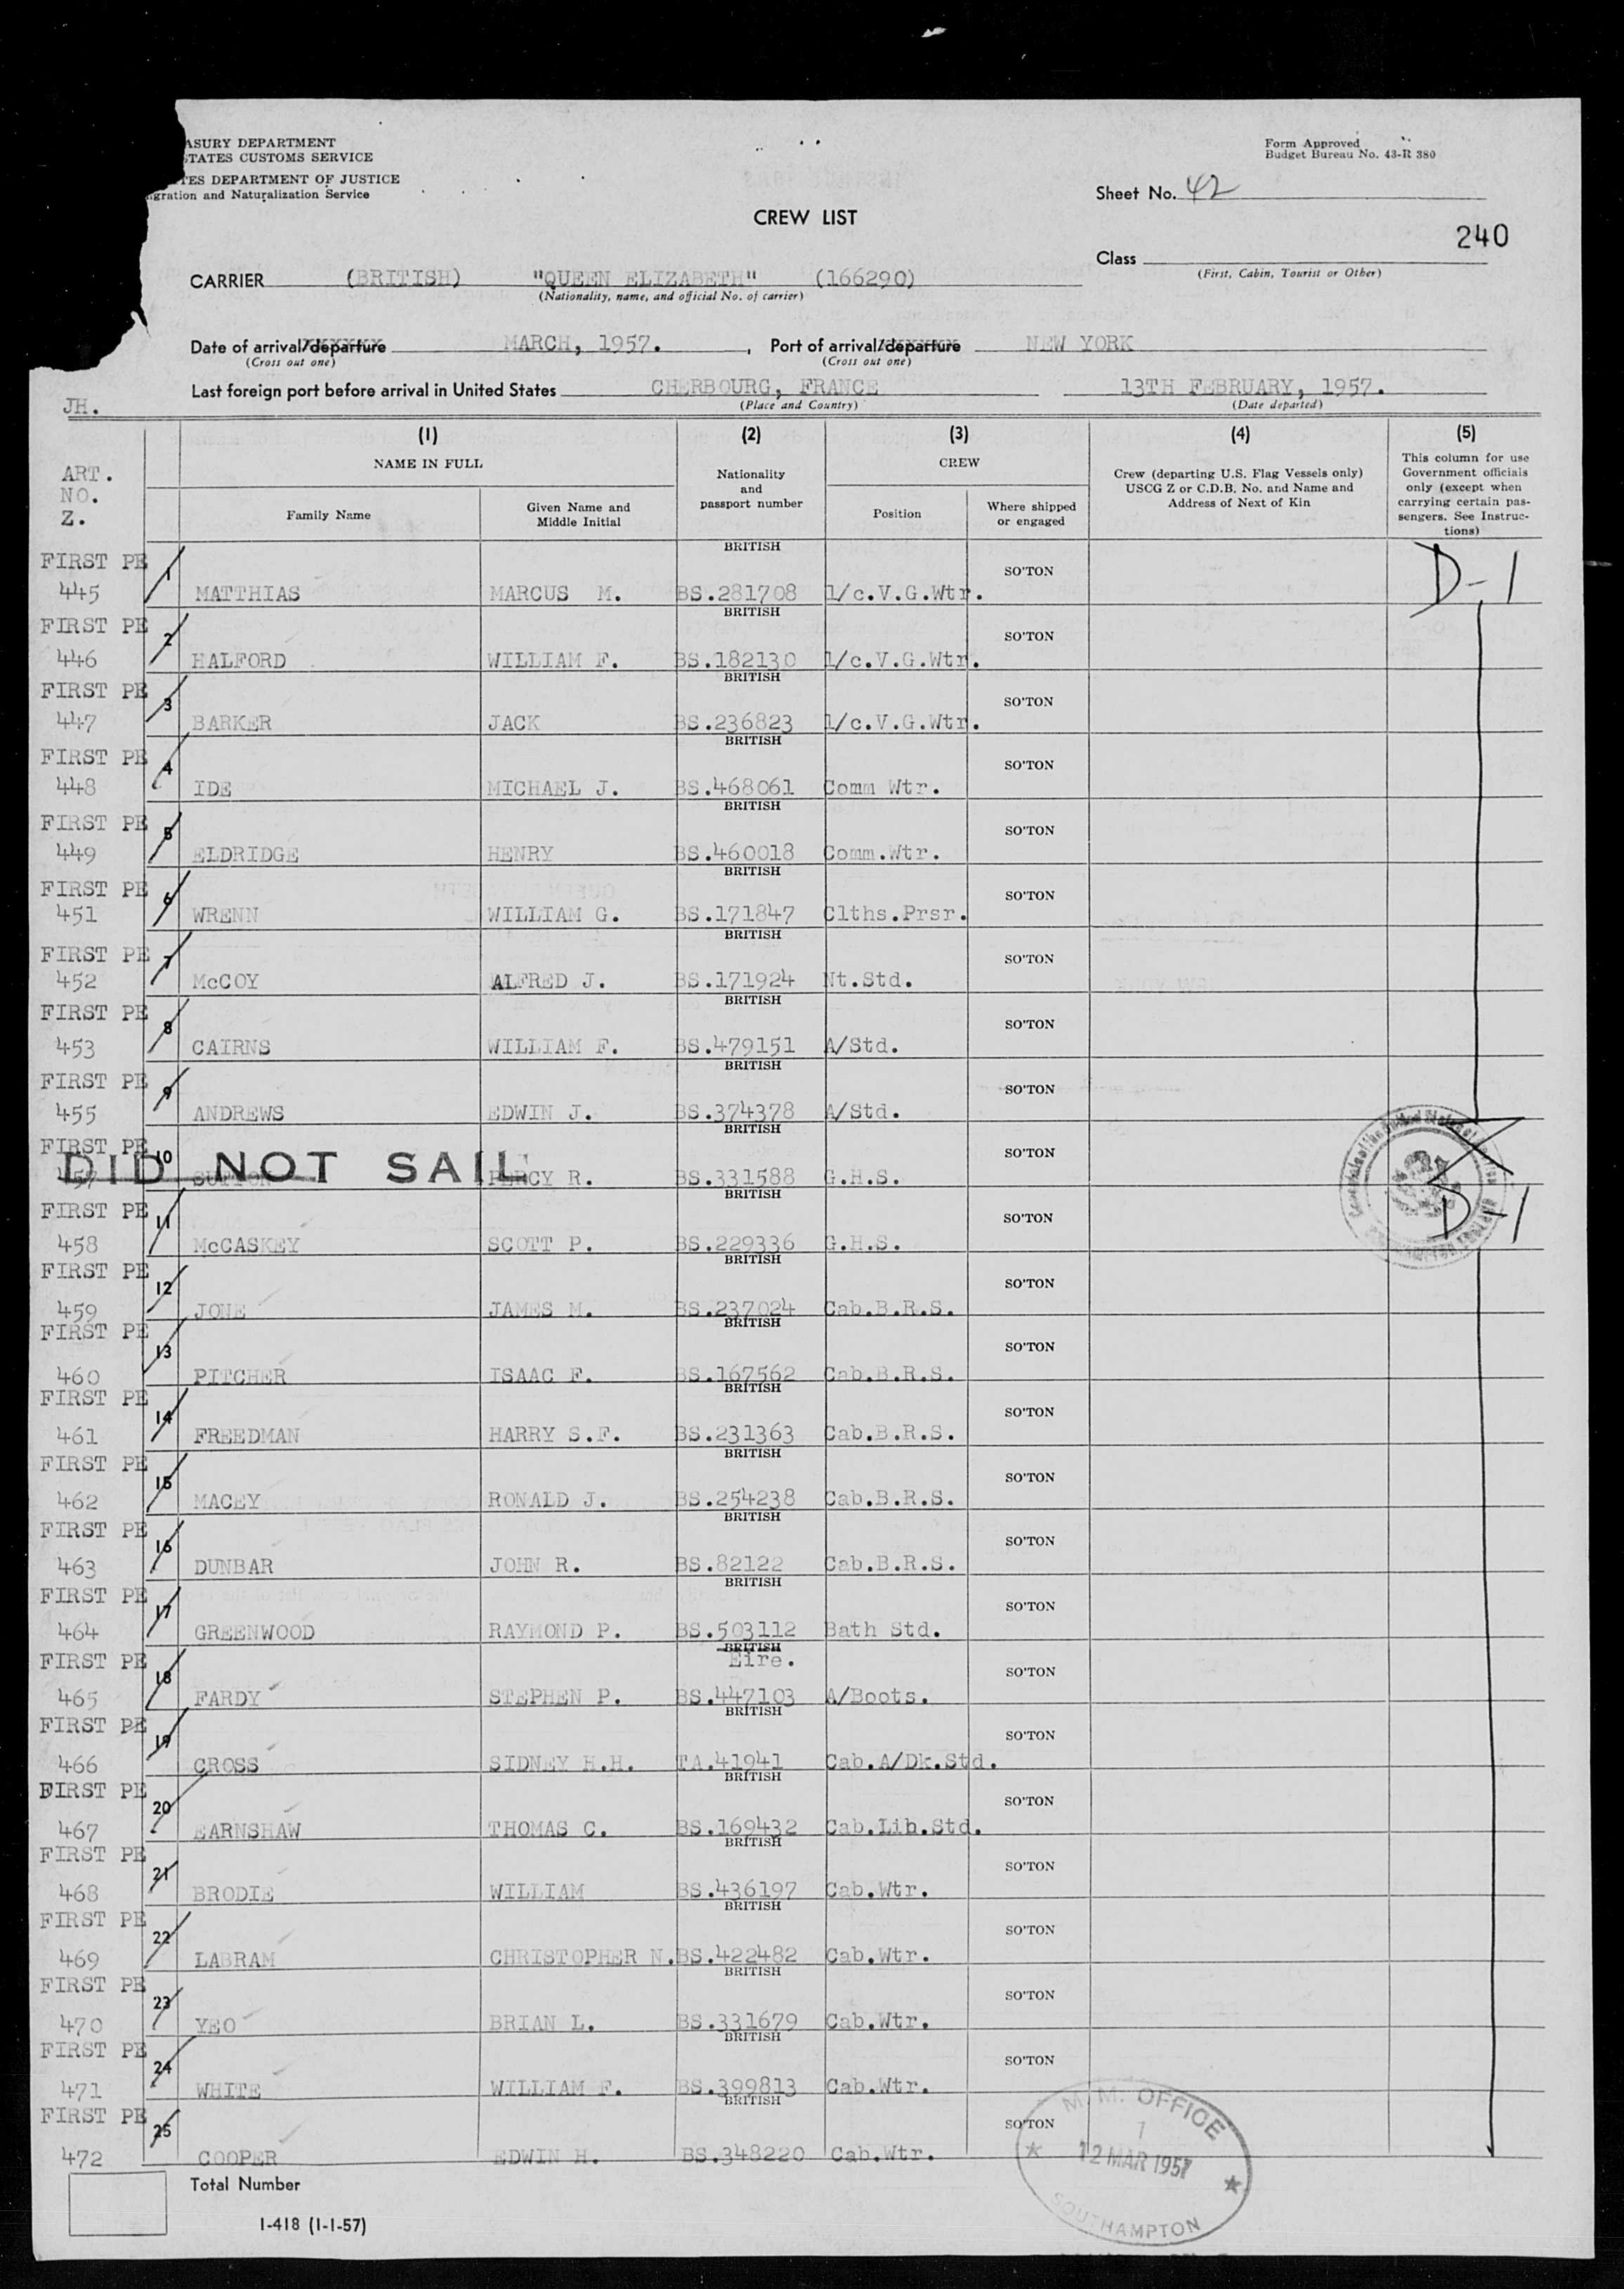 ASURY DEPARTMENT
STATES CUSTOMS SERVICE
TES DEPARTMENT OF JUSTICE
gration and Naturalization Service
Form Approved
Budget Bureau No. 43-R 380
Sheet No. 42
CREW LIST
240
Class
(First, Cabin, Tourist or Other)
CARRIER (BRITISH) "QUEEN ELIZABETH" (166290)
(Nationality, name, and official No. of carrier)
Date of arrival/departure MARCH, 1957. , Port of arrival/departure NEW YORK
(Cross out one) (Cross out one)
Last foreign port before arrival in United States CHERBOURG, FRANCE 13TH FEBRUARY, 1957.
(Place and Country) (Date departed)
JH.
(1) (2) (3) (4) (5)
ART. NO. Z.
NAME IN FULL
Family Name
Given Name and Middle Initial
Nationality and passport number
CREW
Position
Where shipped or engaged
Crew (departing U.S. Flag Vessels only) USCG Z or C.D.B. No. and Name and Address of Next of Kin
This column for use Government officials only (except when carrying certain passengers. See Instructions)
FIRST PE 1 BRITISH SO'TON D-1
445 MATTHIAS MARCUS M. BS.281708 1/c.V.G.Wtr.
FIRST PE 2 BRITISH SO'TON
446 HALFORD WILLIAM F. BS.182130 1/c.V.G.Wtr.
FIRST PE 3 BRITISH SO'TON
447 BARKER JACK BS.236823 1/c.V.G.Wtr.
FIRST PE 4 BRITISH SO'TON
448 IDE MICHAEL J. BS.468061 Comm Wtr.
FIRST PE 5 BRITISH SO'TON
449 ELDRIDGE HENRY BS.460018 Comm.Wtr.
FIRST PE 6 BRITISH SO'TON
451 WRENN WILLIAM G. BS.171847 Clths.Prsr.
FIRST PE 7 BRITISH SO'TON
452 McCOY ALFRED J. BS.171924 Nt.Std.
FIRST PE 8 BRITISH SO'TON
453 CAIRNS WILLIAM F. BS.479151 A/Std.
FIRST PE 9 BRITISH SO'TON
455 ANDREWS EDWIN J. BS.374378 A/Std.
FIRST PE 10 BRITISH SO'TON
DID NOT SAIL PERCY R. BS.331588 G.H.S.
FIRST PE 11 BRITISH SO'TON D-1
458 McCASKEY SCOTT P. BS.229336 G.H.S.
FIRST PE 12 BRITISH SO'TON
459 JONE JAMES M. BS.237024 Cab.B.R.S.
FIRST PE 13 BRITISH SO'TON
460 PITCHER ISAAC F. BS.167562 Cab.B.R.S.
FIRST PE 14 BRITISH SO'TON
461 FREEDMAN HARRY S.F. BS.231363 Cab.B.R.S.
FIRST PE 15 BRITISH SO'TON
462 MACEY RONALD J. BS.254238 Cab.B.R.S.
FIRST PE 16 BRITISH SO'TON
463 DUNBAR JOHN R. BS.82122 Cab.B.R.S.
FIRST PE 17 BRITISH SO'TON
464 GREENWOOD RAYMOND P. BS.503112 Bath Std.
FIRST PE 18 BRITISH Eire. SO'TON
465 FARDY STEPHEN P. BS.447103 A/Boots.
FIRST PE 19 BRITISH SO'TON
466 CROSS SIDNEY H.H. TA.41941 Cab.A/Dk.Std.
FIRST PE 20 BRITISH SO'TON
467 EARNSHAW THOMAS C. BS.169432 Cab.Lib.Std.
FIRST PE 21 BRITISH SO'TON
468 BRODIE WILLIAM BS.436197 Cab.Wtr.
FIRST PE 22 BRITISH SO'TON
469 LABRAM CHRISTOPHER N. BS.422482 Cab.Wtr.
FIRST PE 23 BRITISH SO'TON
470 YEO BRIAN L. BS.331679 Cab.Wtr.
FIRST PE 24 BRITISH SO'TON
471 WHITE WILLIAM F. BS.399813 Cab.Wtr.
FIRST PE 25 BRITISH SO'TON
472 COOPER EDWIN H. BS.348220 Cab.Wtr.
M.M. OFFICE
1
12 MAR 1957
SOUTHAMPTON
Total Number
I-418 (1-1-57)